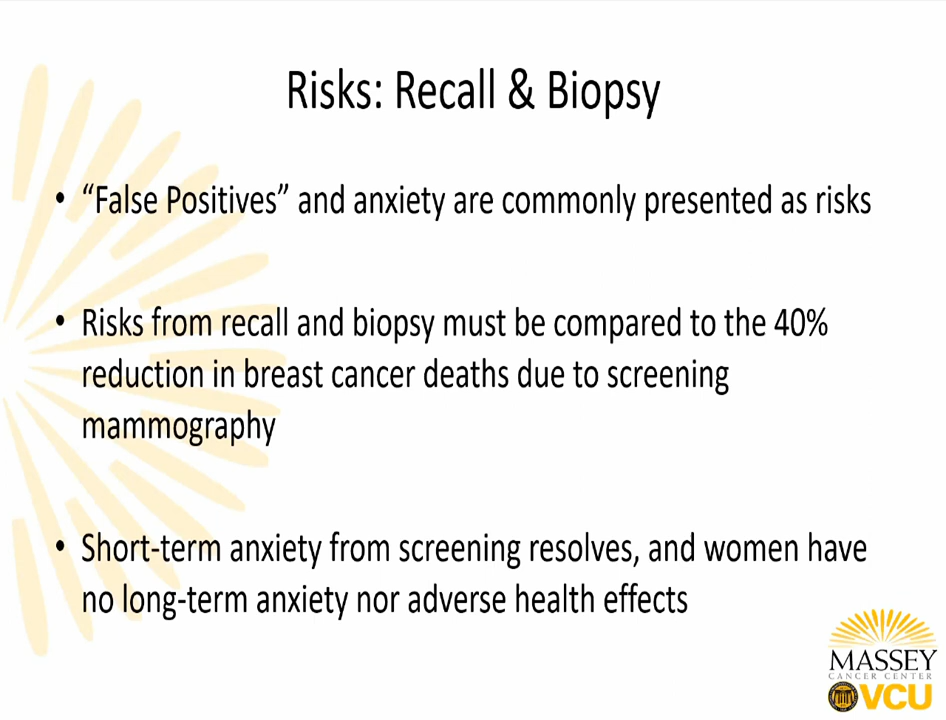 Risks: Recall & Biopsy
• “False Positives” and anxiety are commonly presented as risks
• Risks from recall and biopsy must be compared to the 40%
reduction in breast cancer deaths due to screening
mammography
• Short-term anxiety from screening resolves, and women have
no long-term anxiety nor adverse health effects
MASSEY
CANCER CENTER
VCU